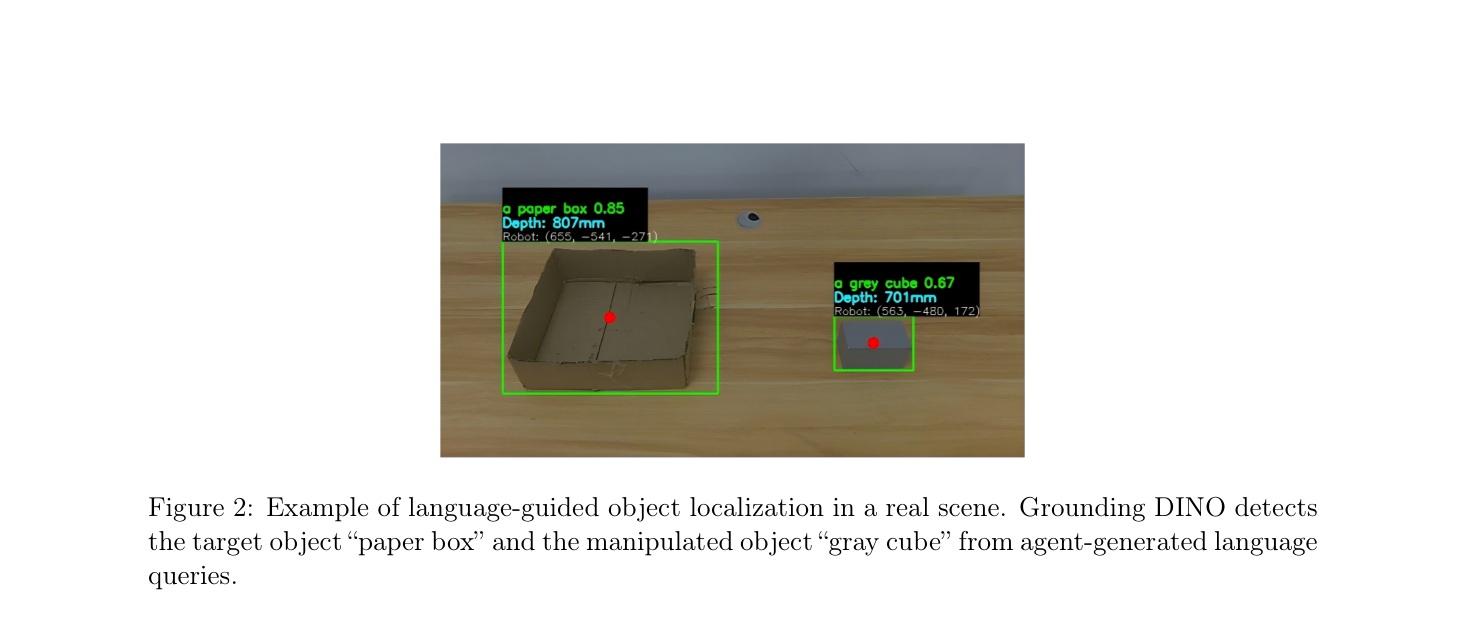 a paper box 0.85
Depth: 807mm
Robot: (655, -541, -271)
a grey cube 0.67
Depth: 701mm
Robot: (563, -480, 172)
Figure 2: Example of language-guided object localization in a real scene. Grounding DINO detects
the target object “paper box” and the manipulated object “gray cube” from agent-generated language
queries.